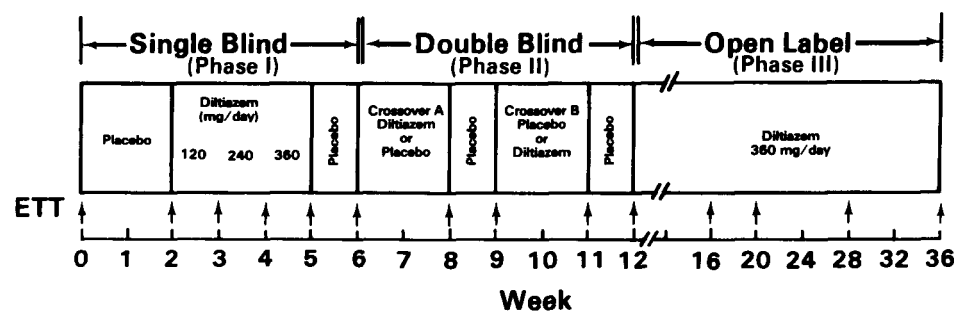 Single Blind
(Phase I)
Double Blind
(Phase II)
Open Label
(Phase III)
Placebo
Diltiazem
(mg/day)
120 240 360
Placebo
Crossover A
Diltiazem
or
Placebo
Placebo
Crossover B
Placebo
or
Diltiazem
Placebo
Diltiazem
360 mg/day
ETT
0 1 2 3 4 5 6 7 8 9 10 11 12 16 20 24 28 32 36
Week